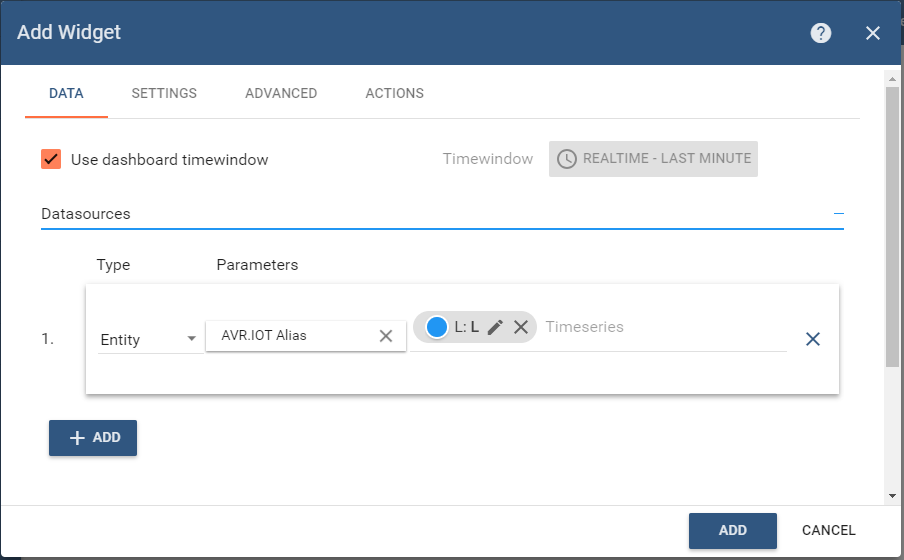 Add Widget
DATA SETTINGS ADVANCED ACTIONS
Use dashboard timewindow Timewindow REALTIME - LAST MINUTE
Datasources
Type Parameters
1. Entity AVR.IOT Alias L: L Timeseries
ADD
ADD CANCEL